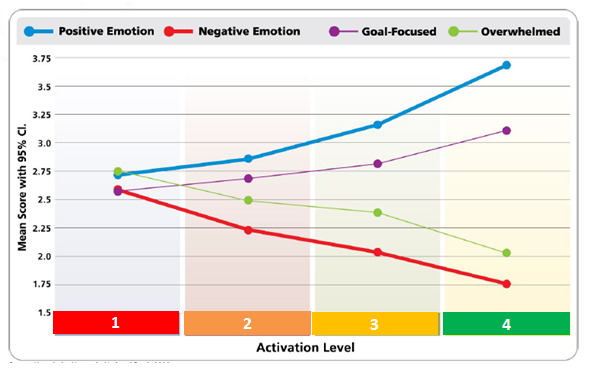 Positive Emotion Negative Emotion Goal-Focused Overwhelmed
Mean Score with 95% CI.
3.75
3.5
3.25
3.0
2.75
2.5
2.25
2.0
1.75
1.5
1 2 3 4
Activation Level